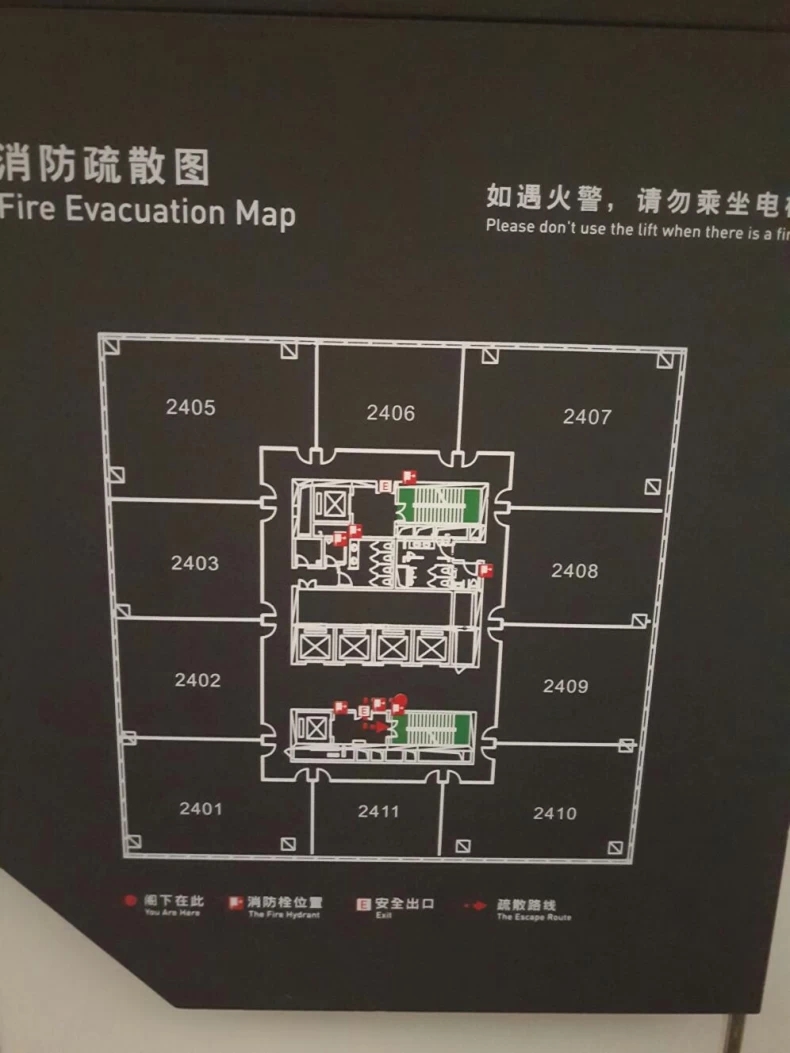 消防疏散图
Fire Evacuation Map
如遇火警，请勿乘坐电
Please don't use the lift when there is a fi
2405
2406
2407
2403
2408
2402
2409
2401
2411
2410
E
E
阁下在此
You Are Here
消防栓位置
The Fire Hydrant
E
安全出口
Exit
疏散路线
The Escape Route